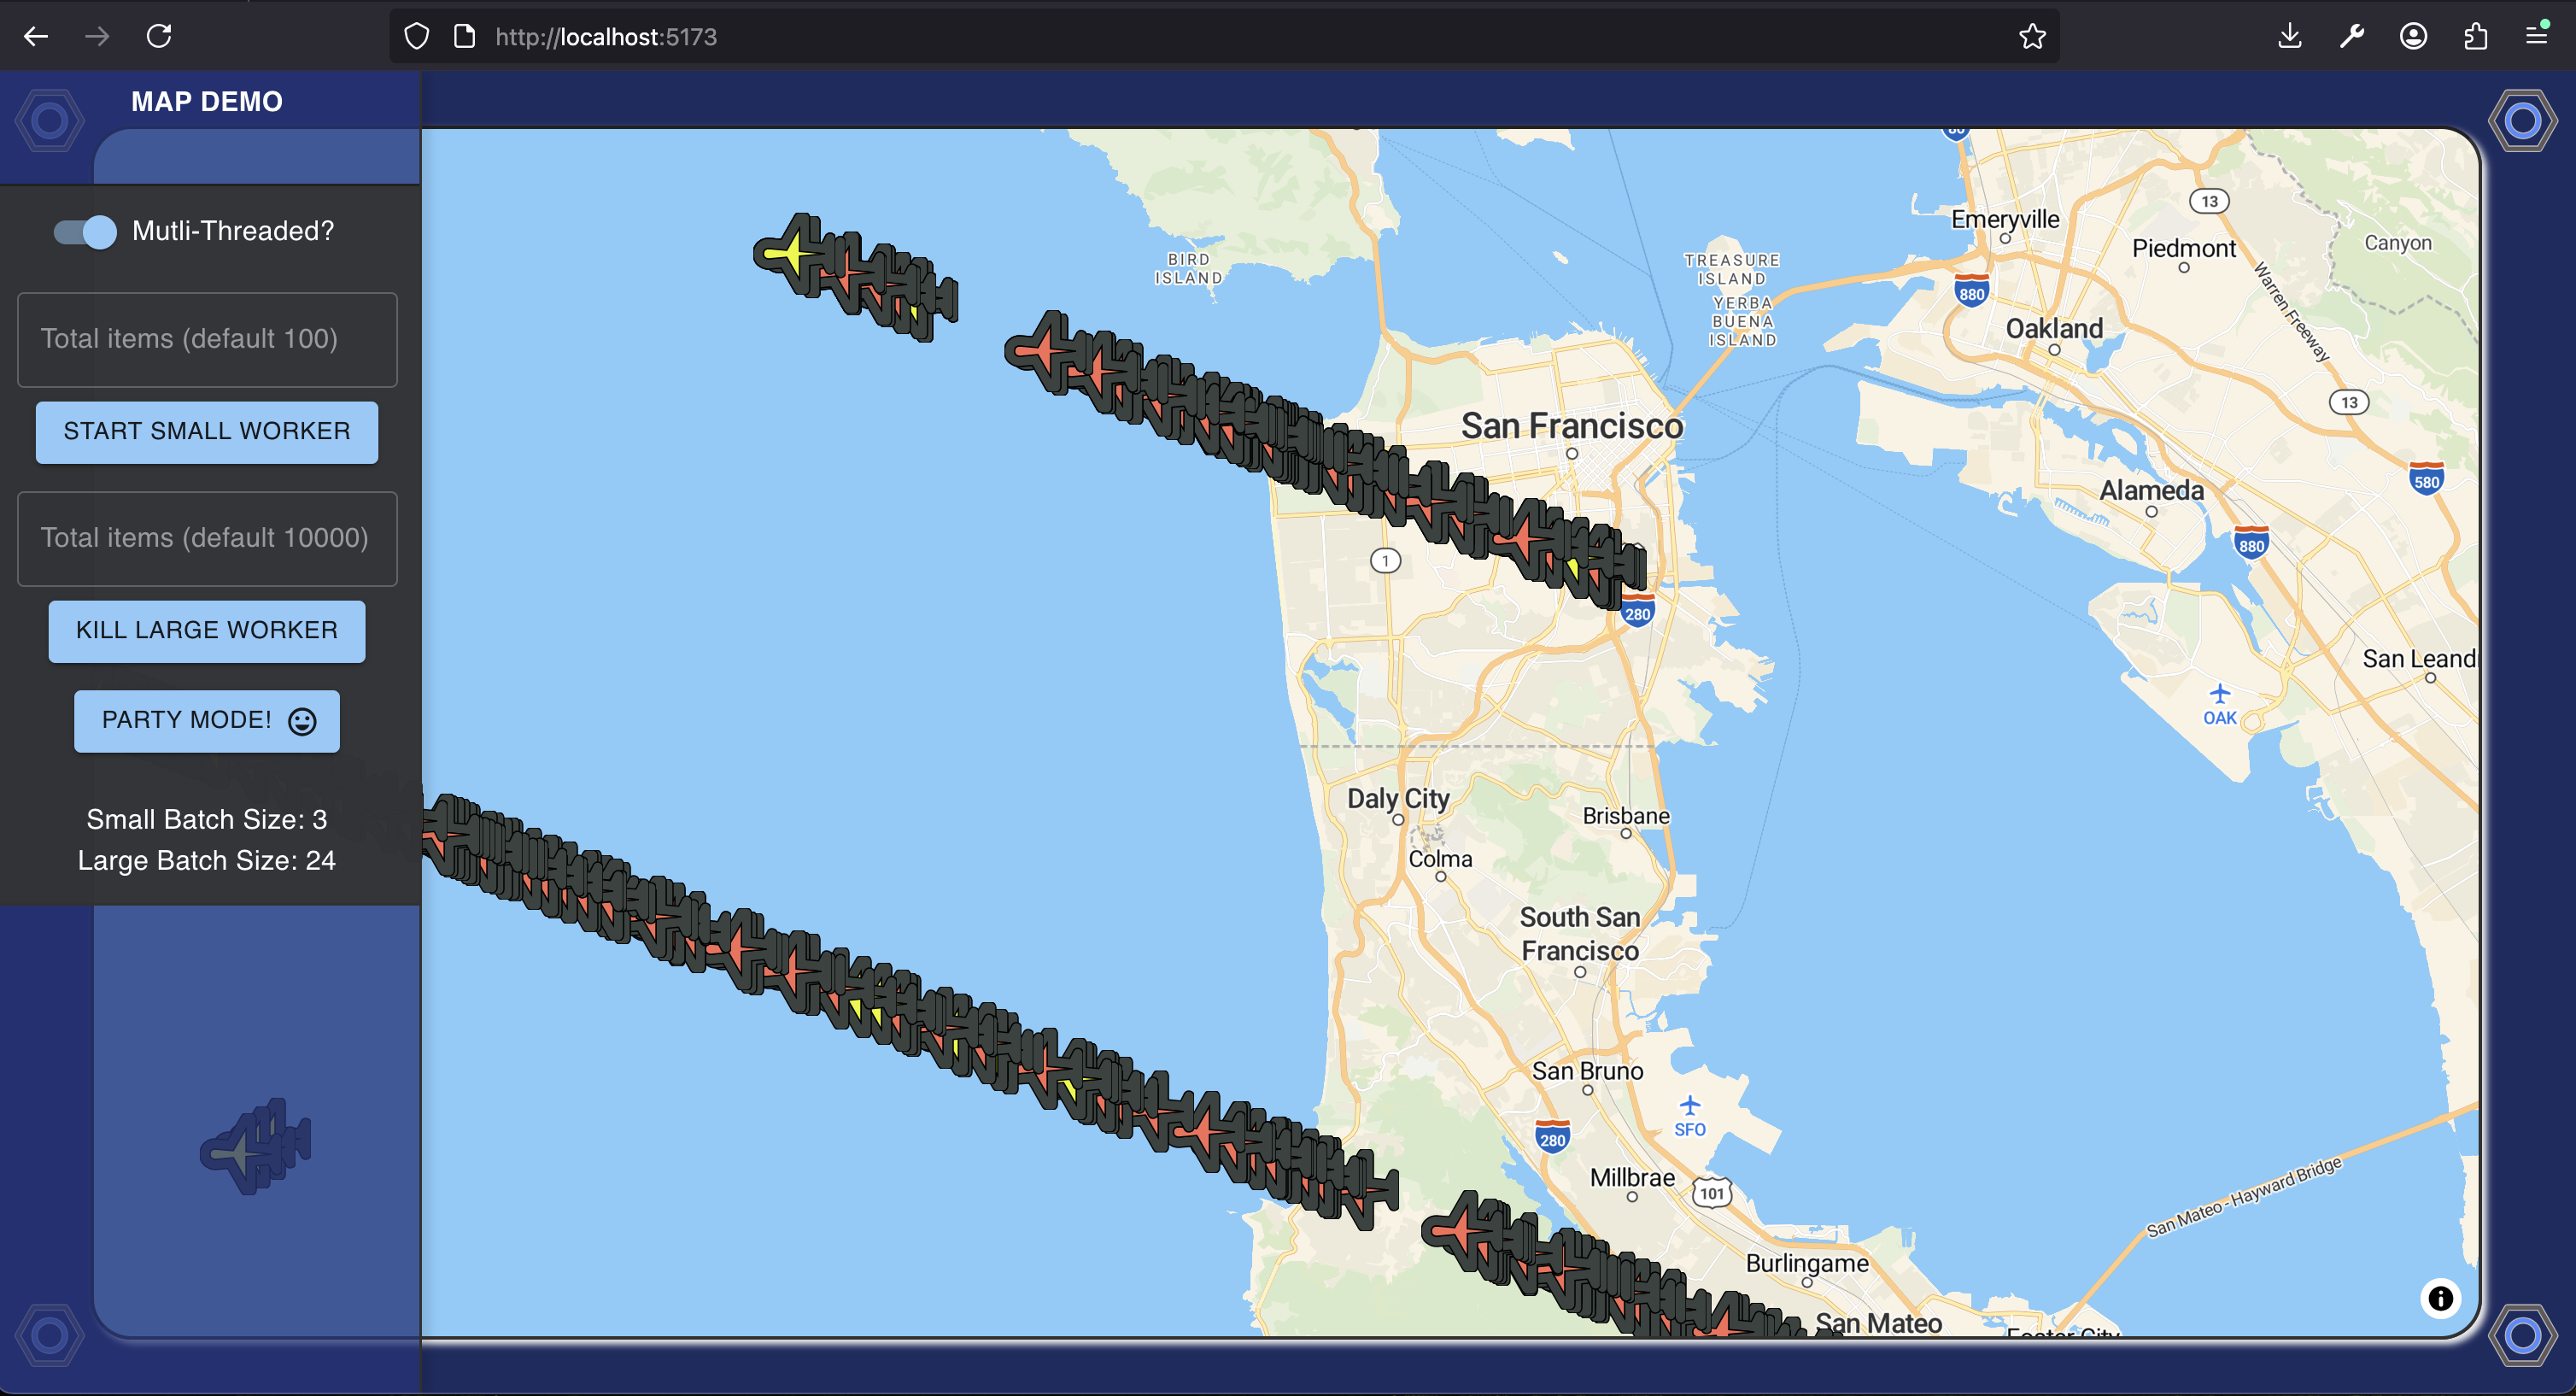 http://localhost:5173
MAP DEMO
Mutli-Threaded?
Total items (default 100)
START SMALL WORKER
Total items (default 10000)
KILL LARGE WORKER
PARTY MODE!
Small Batch Size: 3
Large Batch Size: 24
80
13
Emeryville
Piedmont
Canyon
BIRD
ISLAND
TREASURE
ISLAND
YERBA
BUENA
ISLAND
880
Warren Freeway
Oakland
13
San Francisco
580
Alameda
880
1
280
San Leand
OAK
Daly City
Brisbane
Colma
South San
Francisco
San Bruno
SFO
280
Millbrae
101
San Mateo - Hayward Bridge
Burlingame
San Mateo
Foster City